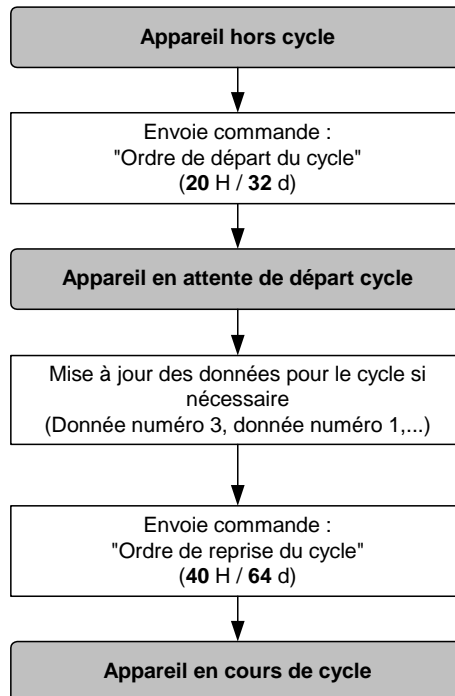 Appareil hors cycle
Envoie commande :
"Ordre de départ du cycle"
(20 H / 32 d)
Appareil en attente de départ cycle
Mise à jour des données pour le cycle si
nécessaire
(Donnée numéro 3, donnée numéro 1,...)
Envoie commande :
"Ordre de reprise du cycle"
(40 H / 64 d)
Appareil en cours de cycle